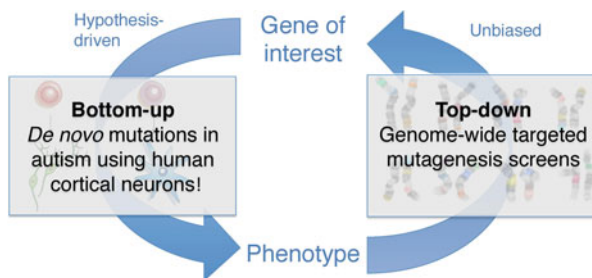 Hypothesis-
driven
Gene of
interest
Unbiased
Bottom-up
De novo mutations in
autism using human
cortical neurons!
Top-down
Genome-wide targeted
mutagenesis screens
Phenotype